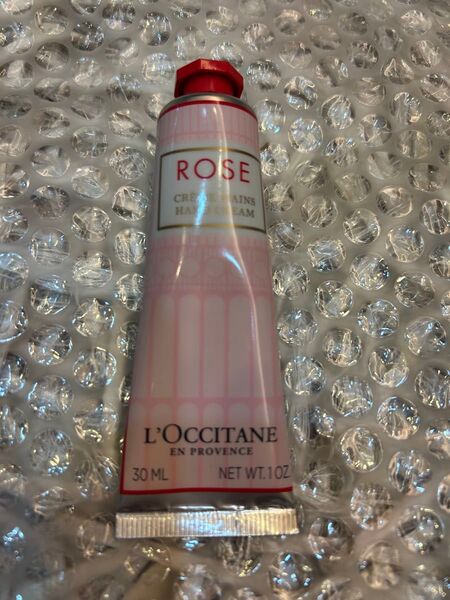 ROSE
CRÈME MAINS
HAND CREAM
L'OCCITANE
EN PROVENCE
30 ML NET WT. 1 OZ.